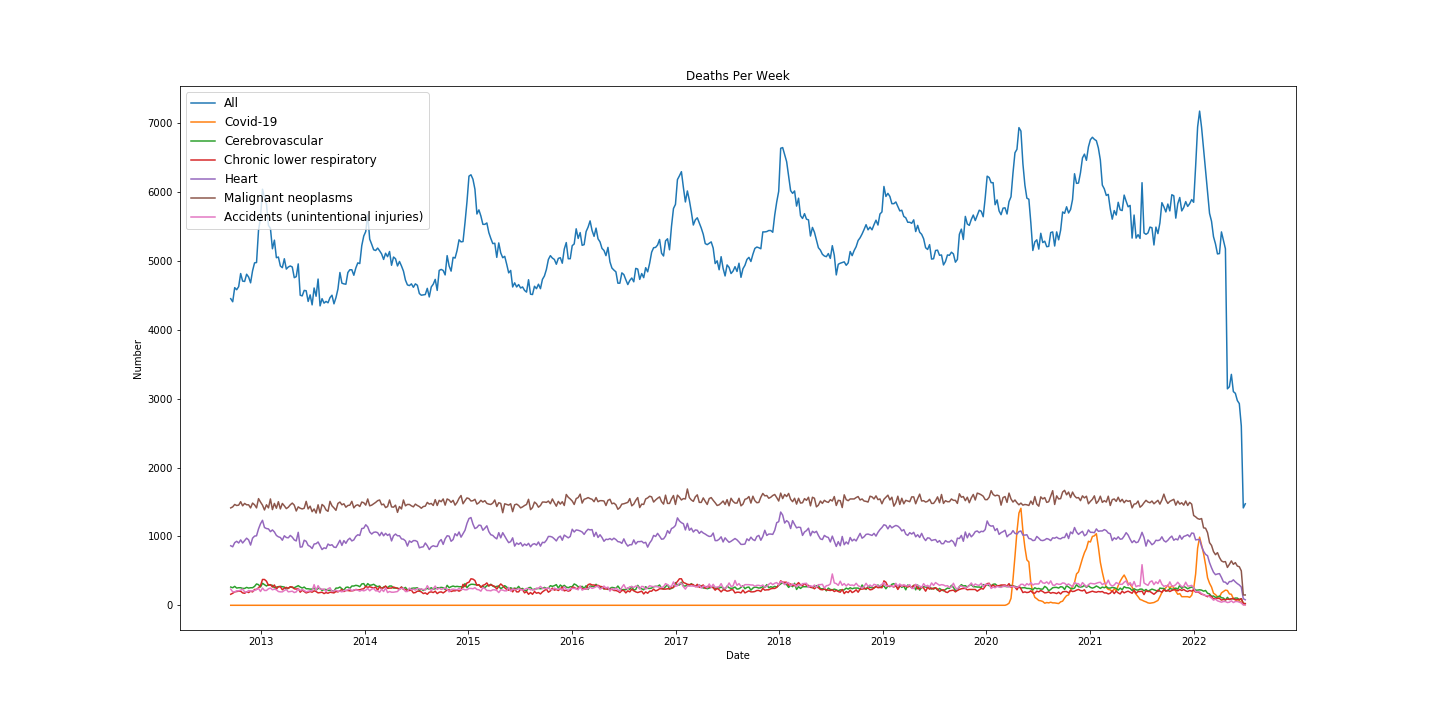 Deaths Per Week
All
Covid-19
Cerebrovascular
Chronic lower respiratory
Heart
Malignant neoplasms
Accidents (unintentional injuries)
7000
6000
5000
4000
3000
2000
1000
0
Number
2013 2014 2015 2016 2017 2018 2019 2020 2021 2022
Date